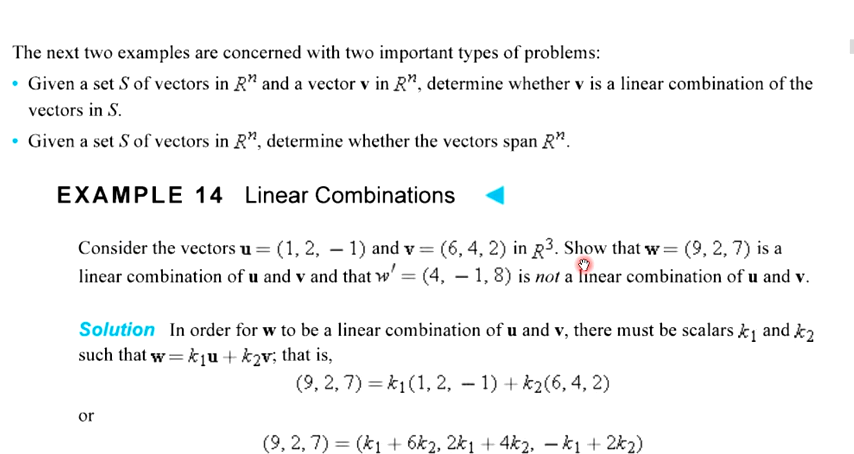 The next two examples are concerned with two important types of problems:
• Given a set S of vectors in Rⁿ and a vector v in Rⁿ, determine whether v is a linear combination of the
vectors in S.
• Given a set S of vectors in Rⁿ, determine whether the vectors span Rⁿ.
EXAMPLE 14 Linear Combinations
Consider the vectors u = (1, 2, − 1) and v = (6, 4, 2) in R³. Show that w = (9, 2, 7) is a
linear combination of u and v and that w′ = (4, − 1, 8) is not a linear combination of u and v.
Solution In order for w to be a linear combination of u and v, there must be scalars k₁ and k₂
such that w = k₁u + k₂v; that is,
(9, 2, 7) = k₁(1, 2, − 1) + k₂(6, 4, 2)
or
(9, 2, 7) = (k₁ + 6k₂, 2k₁ + 4k₂, − k₁ + 2k₂)